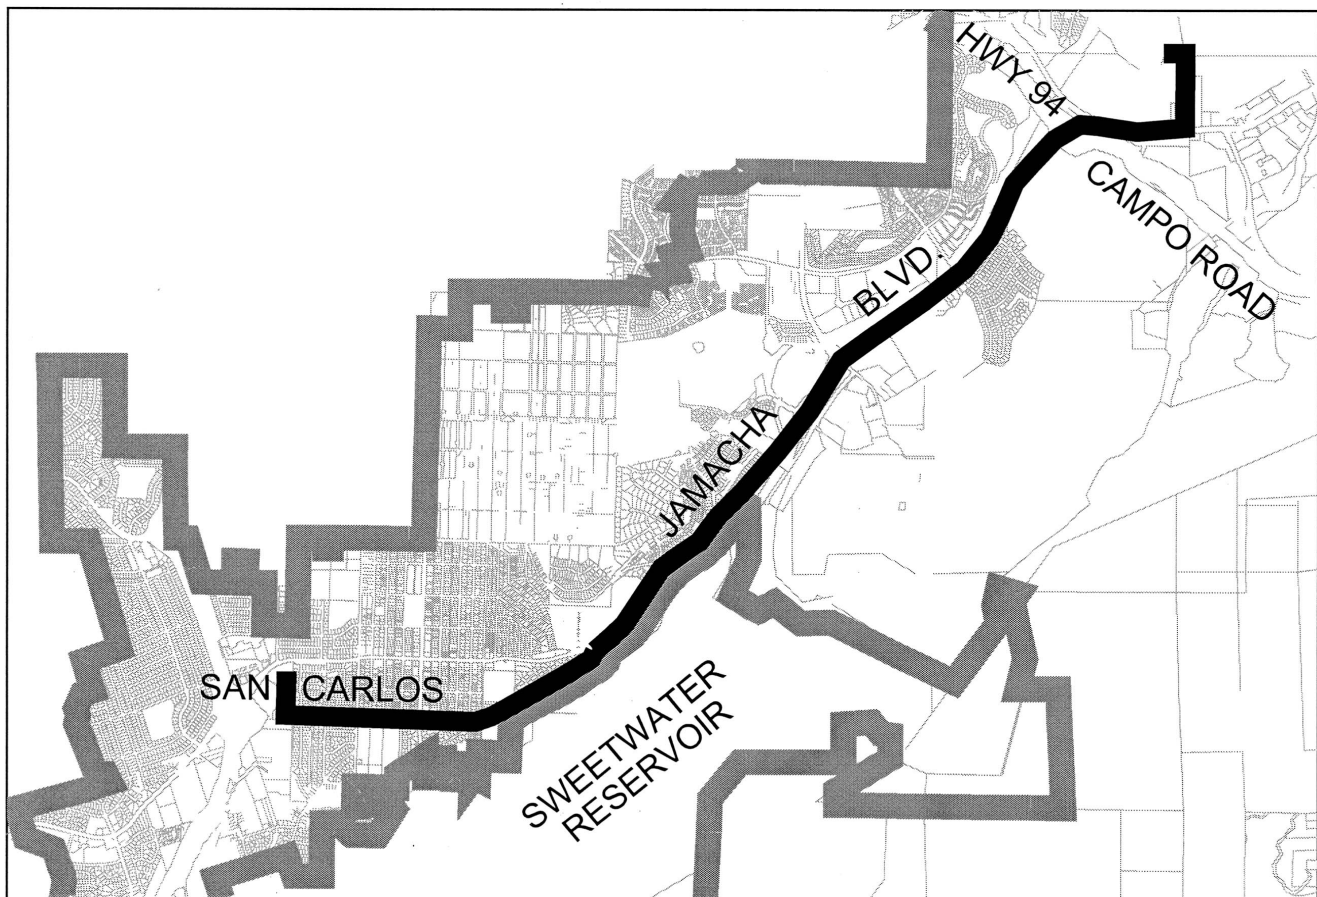 HWY 94
CAMPO ROAD
BLVD.
JAMACHA
SAN CARLOS
SWEETWATER
RESERVOIR